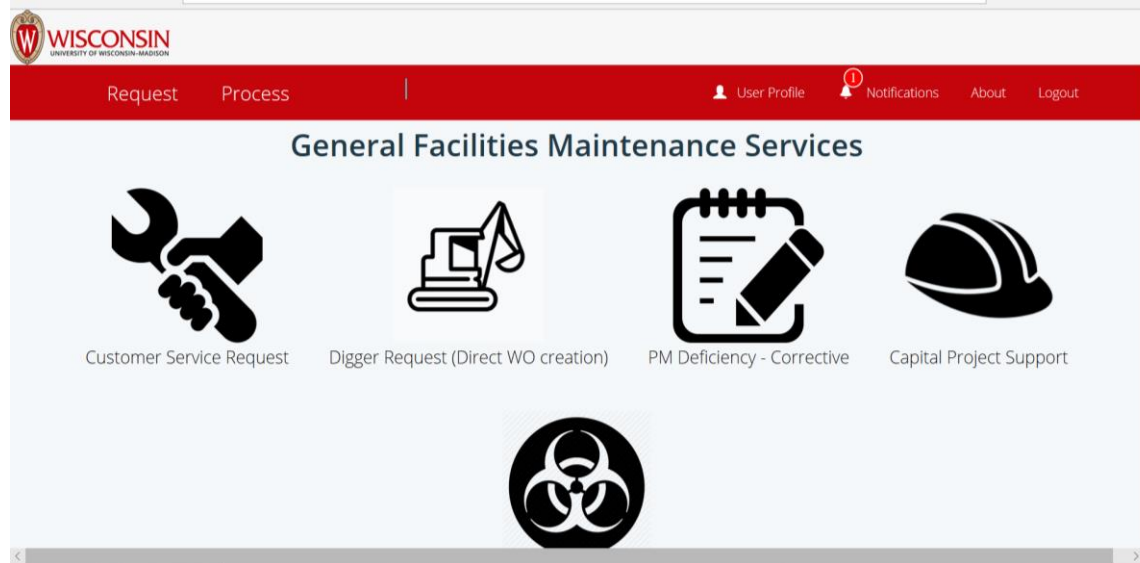 W
WISCONSIN
UNIVERSITY OF WISCONSIN–MADISON
Request Process User Profile 1 Notifications About Logout
General Facilities Maintenance Services
Customer Service Request Digger Request (Direct WO creation) PM Deficiency - Corrective Capital Project Support